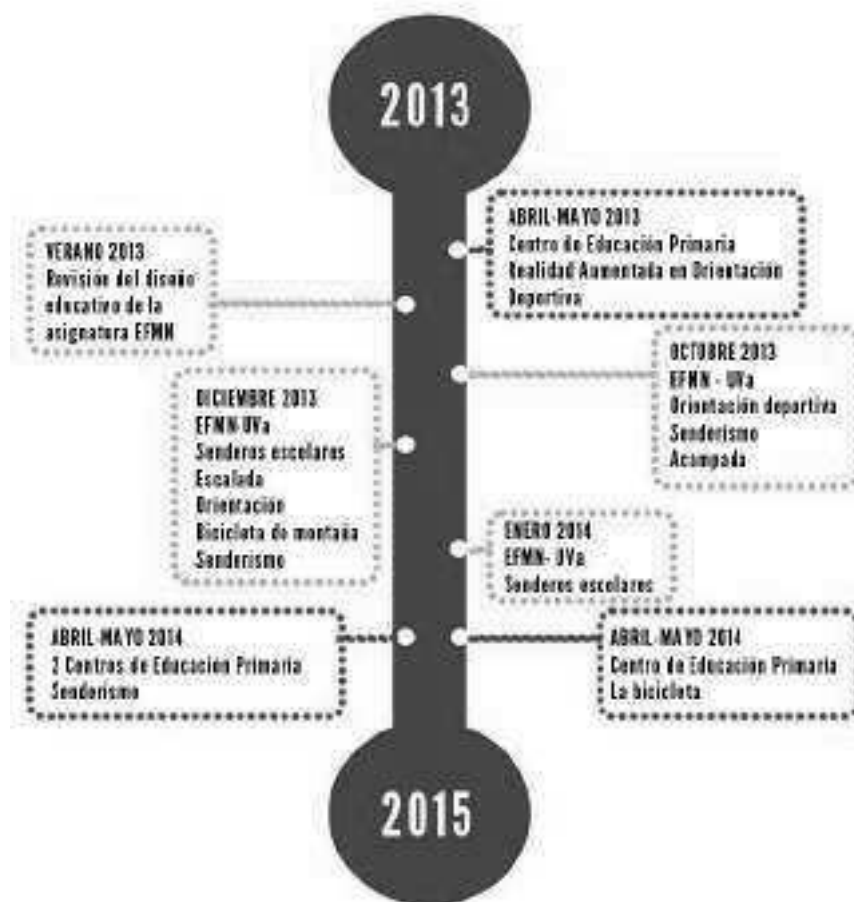 2013
ABRIL-MAYO 2013
Centro de Educación Primaria
Realidad Aumentada en Orientación
Deportiva
VERANO 2013
Revisión del diseño
educativo de la
asignatura EFMN
OCTUBRE 2013
EFMN - UVa
Orientación deportiva
Senderismo
Acampada
DICIEMBRE 2013
EFMN-UVa
Senderos escolares
Escalada
Orientación
Bicicleta de montaña
Senderismo
ENERO 2014
EFMN- UVa
Senderos escolares
ABRIL-MAYO 2014
2 Centros de Educación Primaria
Senderismo
ABRIL-MAYO 2014
Centro de Educación Primaria
La bicicleta
2015